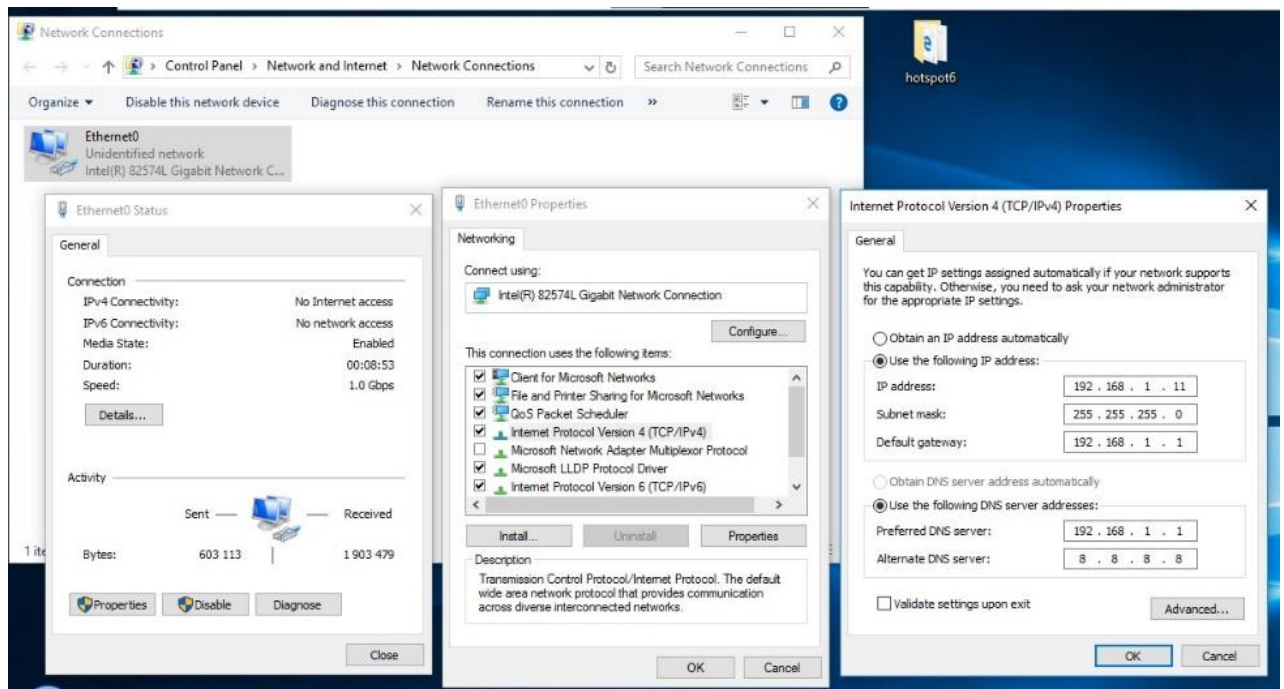 Network Connections
Control Panel > Network and Internet > Network Connections
Search Network Connections
Organize
Disable this network device
Diagnose this connection
Rename this connection
»
Ethernet0
Unidentified network
Intel(R) 82574L Gigabit Network C...
1 ite
hotspot6
Ethernet0 Status
General
Connection
IPv4 Connectivity: No Internet access
IPv6 Connectivity: No network access
Media State: Enabled
Duration: 00:08:53
Speed: 1.0 Gbps
Details...
Activity
Sent — — Received
Bytes: 603 113 | 1 903 479
Properties
Disable
Diagnose
Close
Ethernet0 Properties
Networking
Connect using:
Intel(R) 82574L Gigabit Network Connection
Configure...
This connection uses the following items:
Client for Microsoft Networks
File and Printer Sharing for Microsoft Networks
QoS Packet Scheduler
Internet Protocol Version 4 (TCP/IPv4)
Microsoft Network Adapter Multiplexor Protocol
Microsoft LLDP Protocol Driver
Internet Protocol Version 6 (TCP/IPv6)
Install...
Uninstall
Properties
Description
Transmission Control Protocol/Internet Protocol. The default
wide area network protocol that provides communication
across diverse interconnected networks.
OK
Cancel
Internet Protocol Version 4 (TCP/IPv4) Properties
General
You can get IP settings assigned automatically if your network supports
this capability. Otherwise, you need to ask your network administrator
for the appropriate IP settings.
Obtain an IP address automatically
Use the following IP address:
IP address: 192 . 168 . 1 . 11
Subnet mask: 255 . 255 . 255 . 0
Default gateway: 192 . 168 . 1 . 1
Obtain DNS server address automatically
Use the following DNS server addresses:
Preferred DNS server: 192 . 168 . 1 . 1
Alternate DNS server: 8 . 8 . 8 . 8
Validate settings upon exit
Advanced...
OK
Cancel